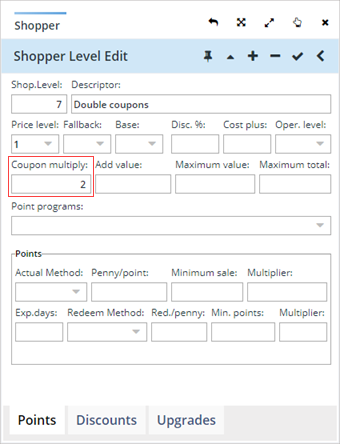 Shopper
Shopper Level Edit
Shop.Level: Descriptor:
7 Double coupons
Price level: Fallback: Base: Disc. %: Cost plus: Oper. level:
1
Coupon multiply: Add value: Maximum value: Maximum total:
2
Point programs:
Points
Actual Method: Penny/point: Minimum sale: Multiplier:
Exp.days: Redeem Method: Red./penny: Min. points: Multiplier:
Points Discounts Upgrades